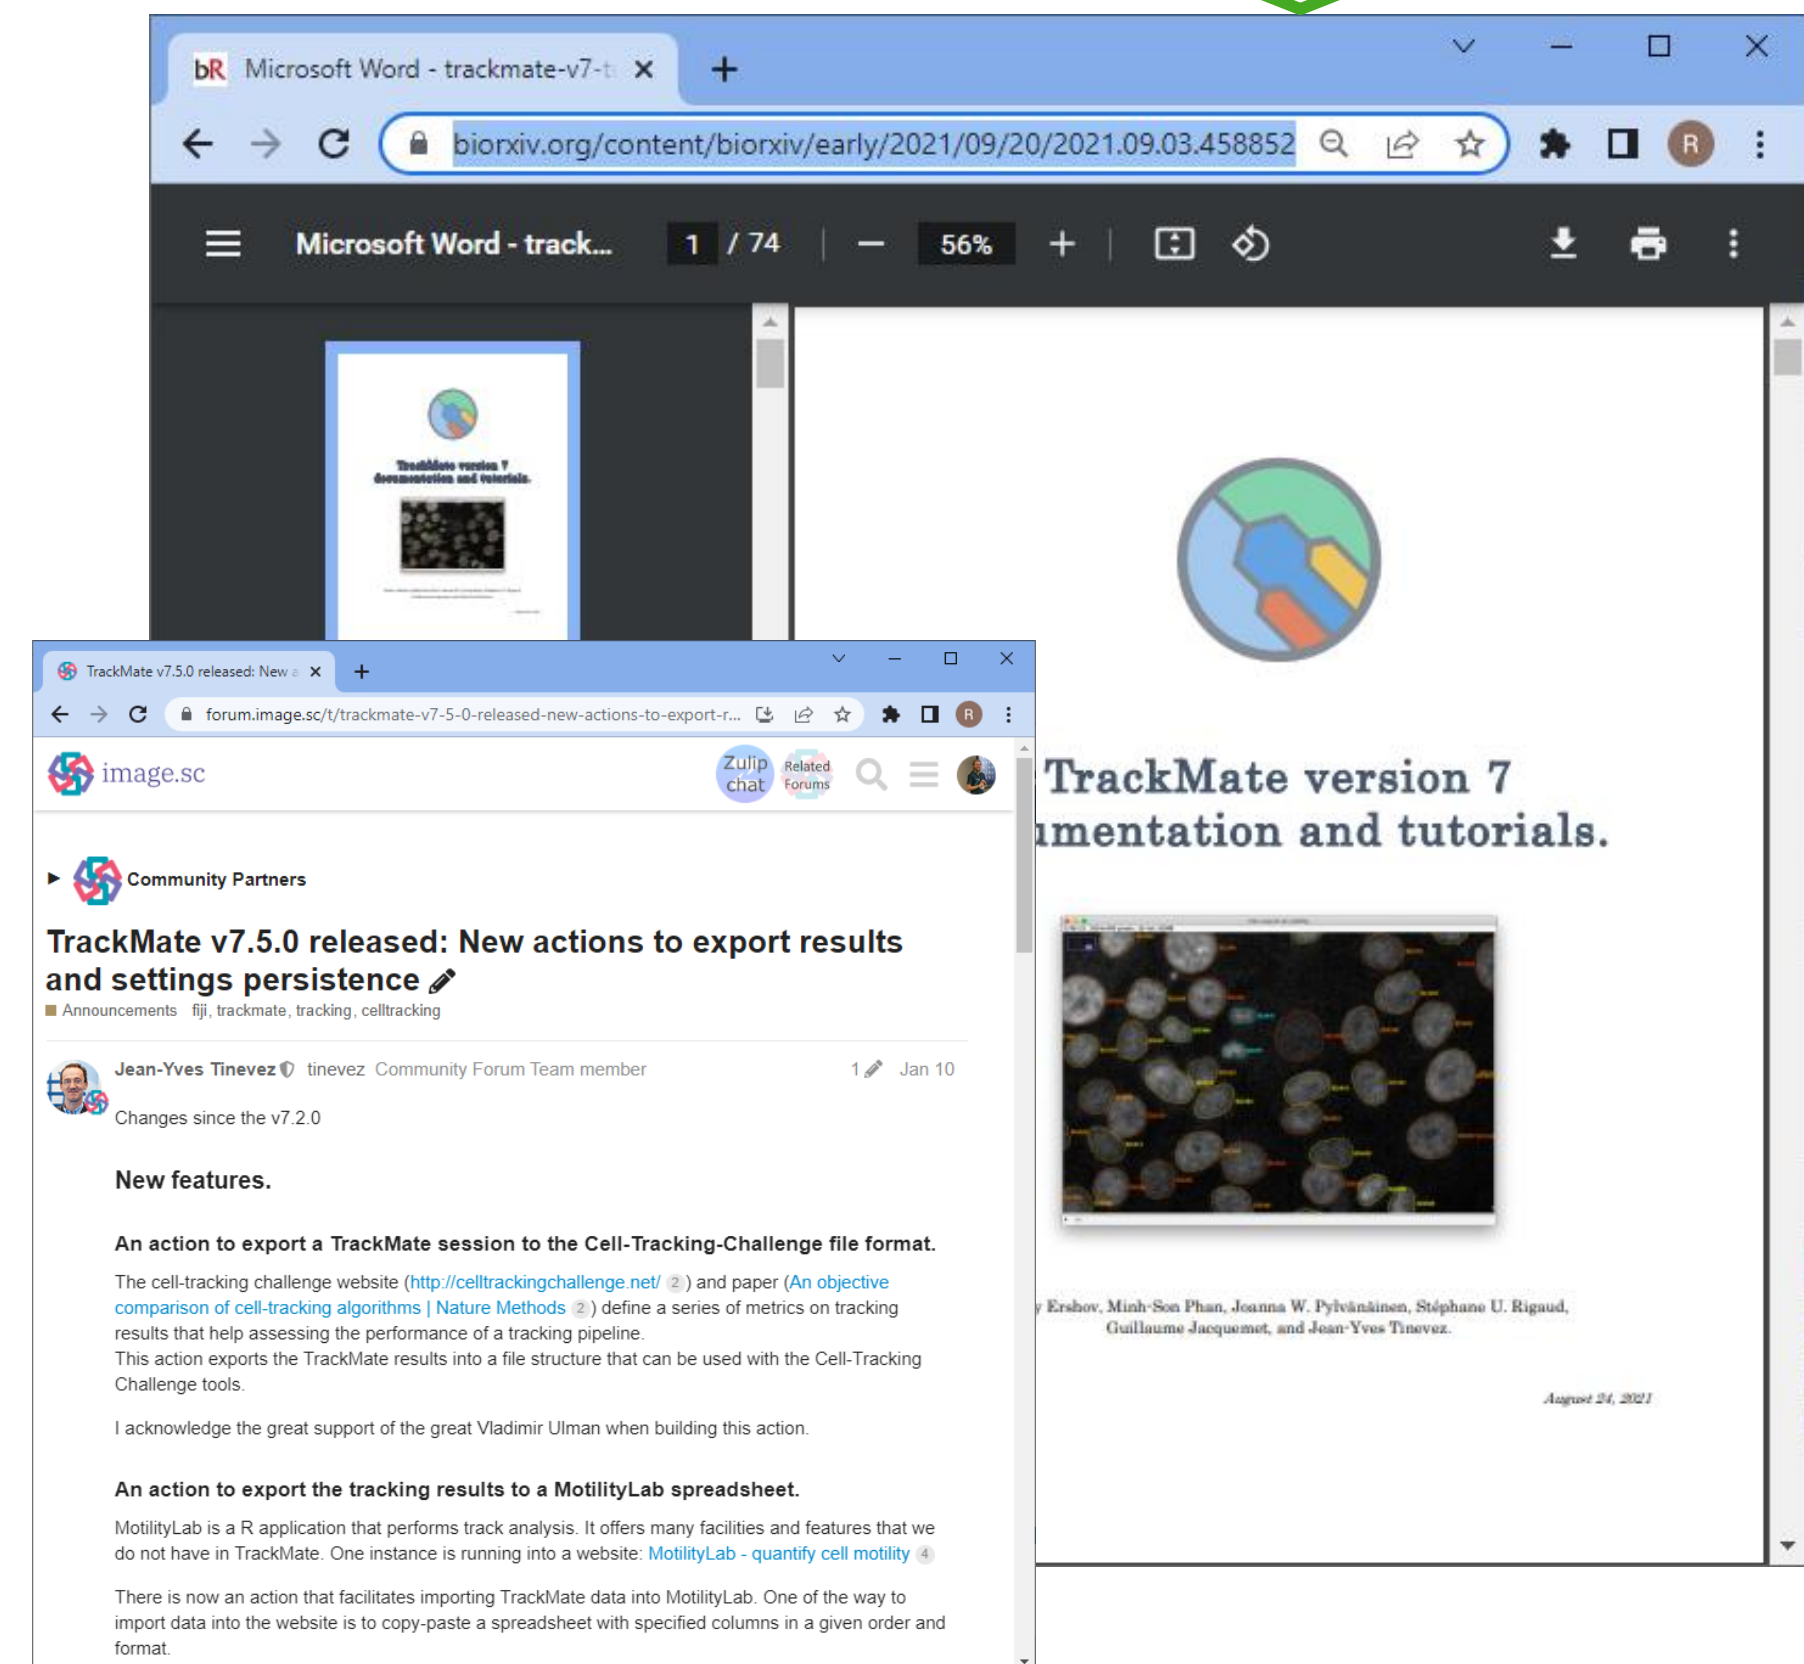 bR Microsoft Word - trackmate-v7-t
biorxiv.org/content/biorxiv/early/2021/09/20/2021.09.03.458852
R
Microsoft Word - track... 1 / 74 56%
TrackMate version 7
documentation and tutorials.
TrackMate v7.5.0 released: New a
forum.image.sc/t/trackmate-v7-5-0-released-new-actions-to-export-r...
R
image.sc
Zulip chat
Related Forums
Community Partners
TrackMate v7.5.0 released: New actions to export results
and settings persistence
Announcements fiji, trackmate, tracking, celltracking
Jean-Yves Tinevez tinevez Community Forum Team member 1 Jan 10
Changes since the v7.2.0
New features.
An action to export a TrackMate session to the Cell-Tracking-Challenge file format.
The cell-tracking challenge website (http://celltrackingchallenge.net/ 2) and paper (An objective
comparison of cell-tracking algorithms | Nature Methods 2) define a series of metrics on tracking
results that help assessing the performance of a tracking pipeline.
This action exports the TrackMate results into a file structure that can be used with the Cell-Tracking
Challenge tools.
I acknowledge the great support of the great Vladimir Ulman when building this action.
An action to export the tracking results to a MotilityLab spreadsheet.
MotilityLab is a R application that performs track analysis. It offers many facilities and features that we
do not have in TrackMate. One instance is running into a website: MotilityLab - quantify cell motility 4
There is now an action that facilitates importing TrackMate data into MotilityLab. One of the way to
import data into the website is to copy-paste a spreadsheet with specified columns in a given order and
format.
TrackMate version 7
umentation and tutorials.
y Ershov, Minh-Son Phan, Joanna W. Pylvänäinen, Stéphane U. Rigaud,
Guillaume Jacquemet, and Jean-Yves Tinevez.
August 24, 2021